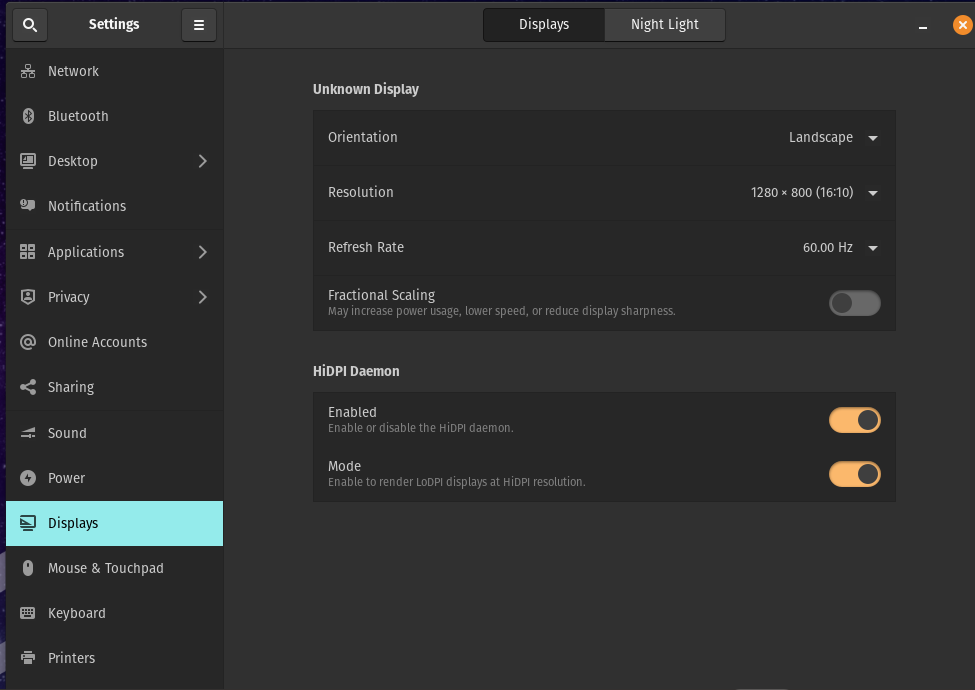 Settings
Displays
Night Light
Network
Bluetooth
Desktop
Notifications
Applications
Privacy
Online Accounts
Sharing
Sound
Power
Displays
Mouse & Touchpad
Keyboard
Printers
Unknown Display
Orientation
Landscape
Resolution
1280 × 800 (16:10)
Refresh Rate
60.00 Hz
Fractional Scaling
May increase power usage, lower speed, or reduce display sharpness.
HiDPI Daemon
Enabled
Enable or disable the HiDPI daemon.
Mode
Enable to render LoDPI displays at HiDPI resolution.